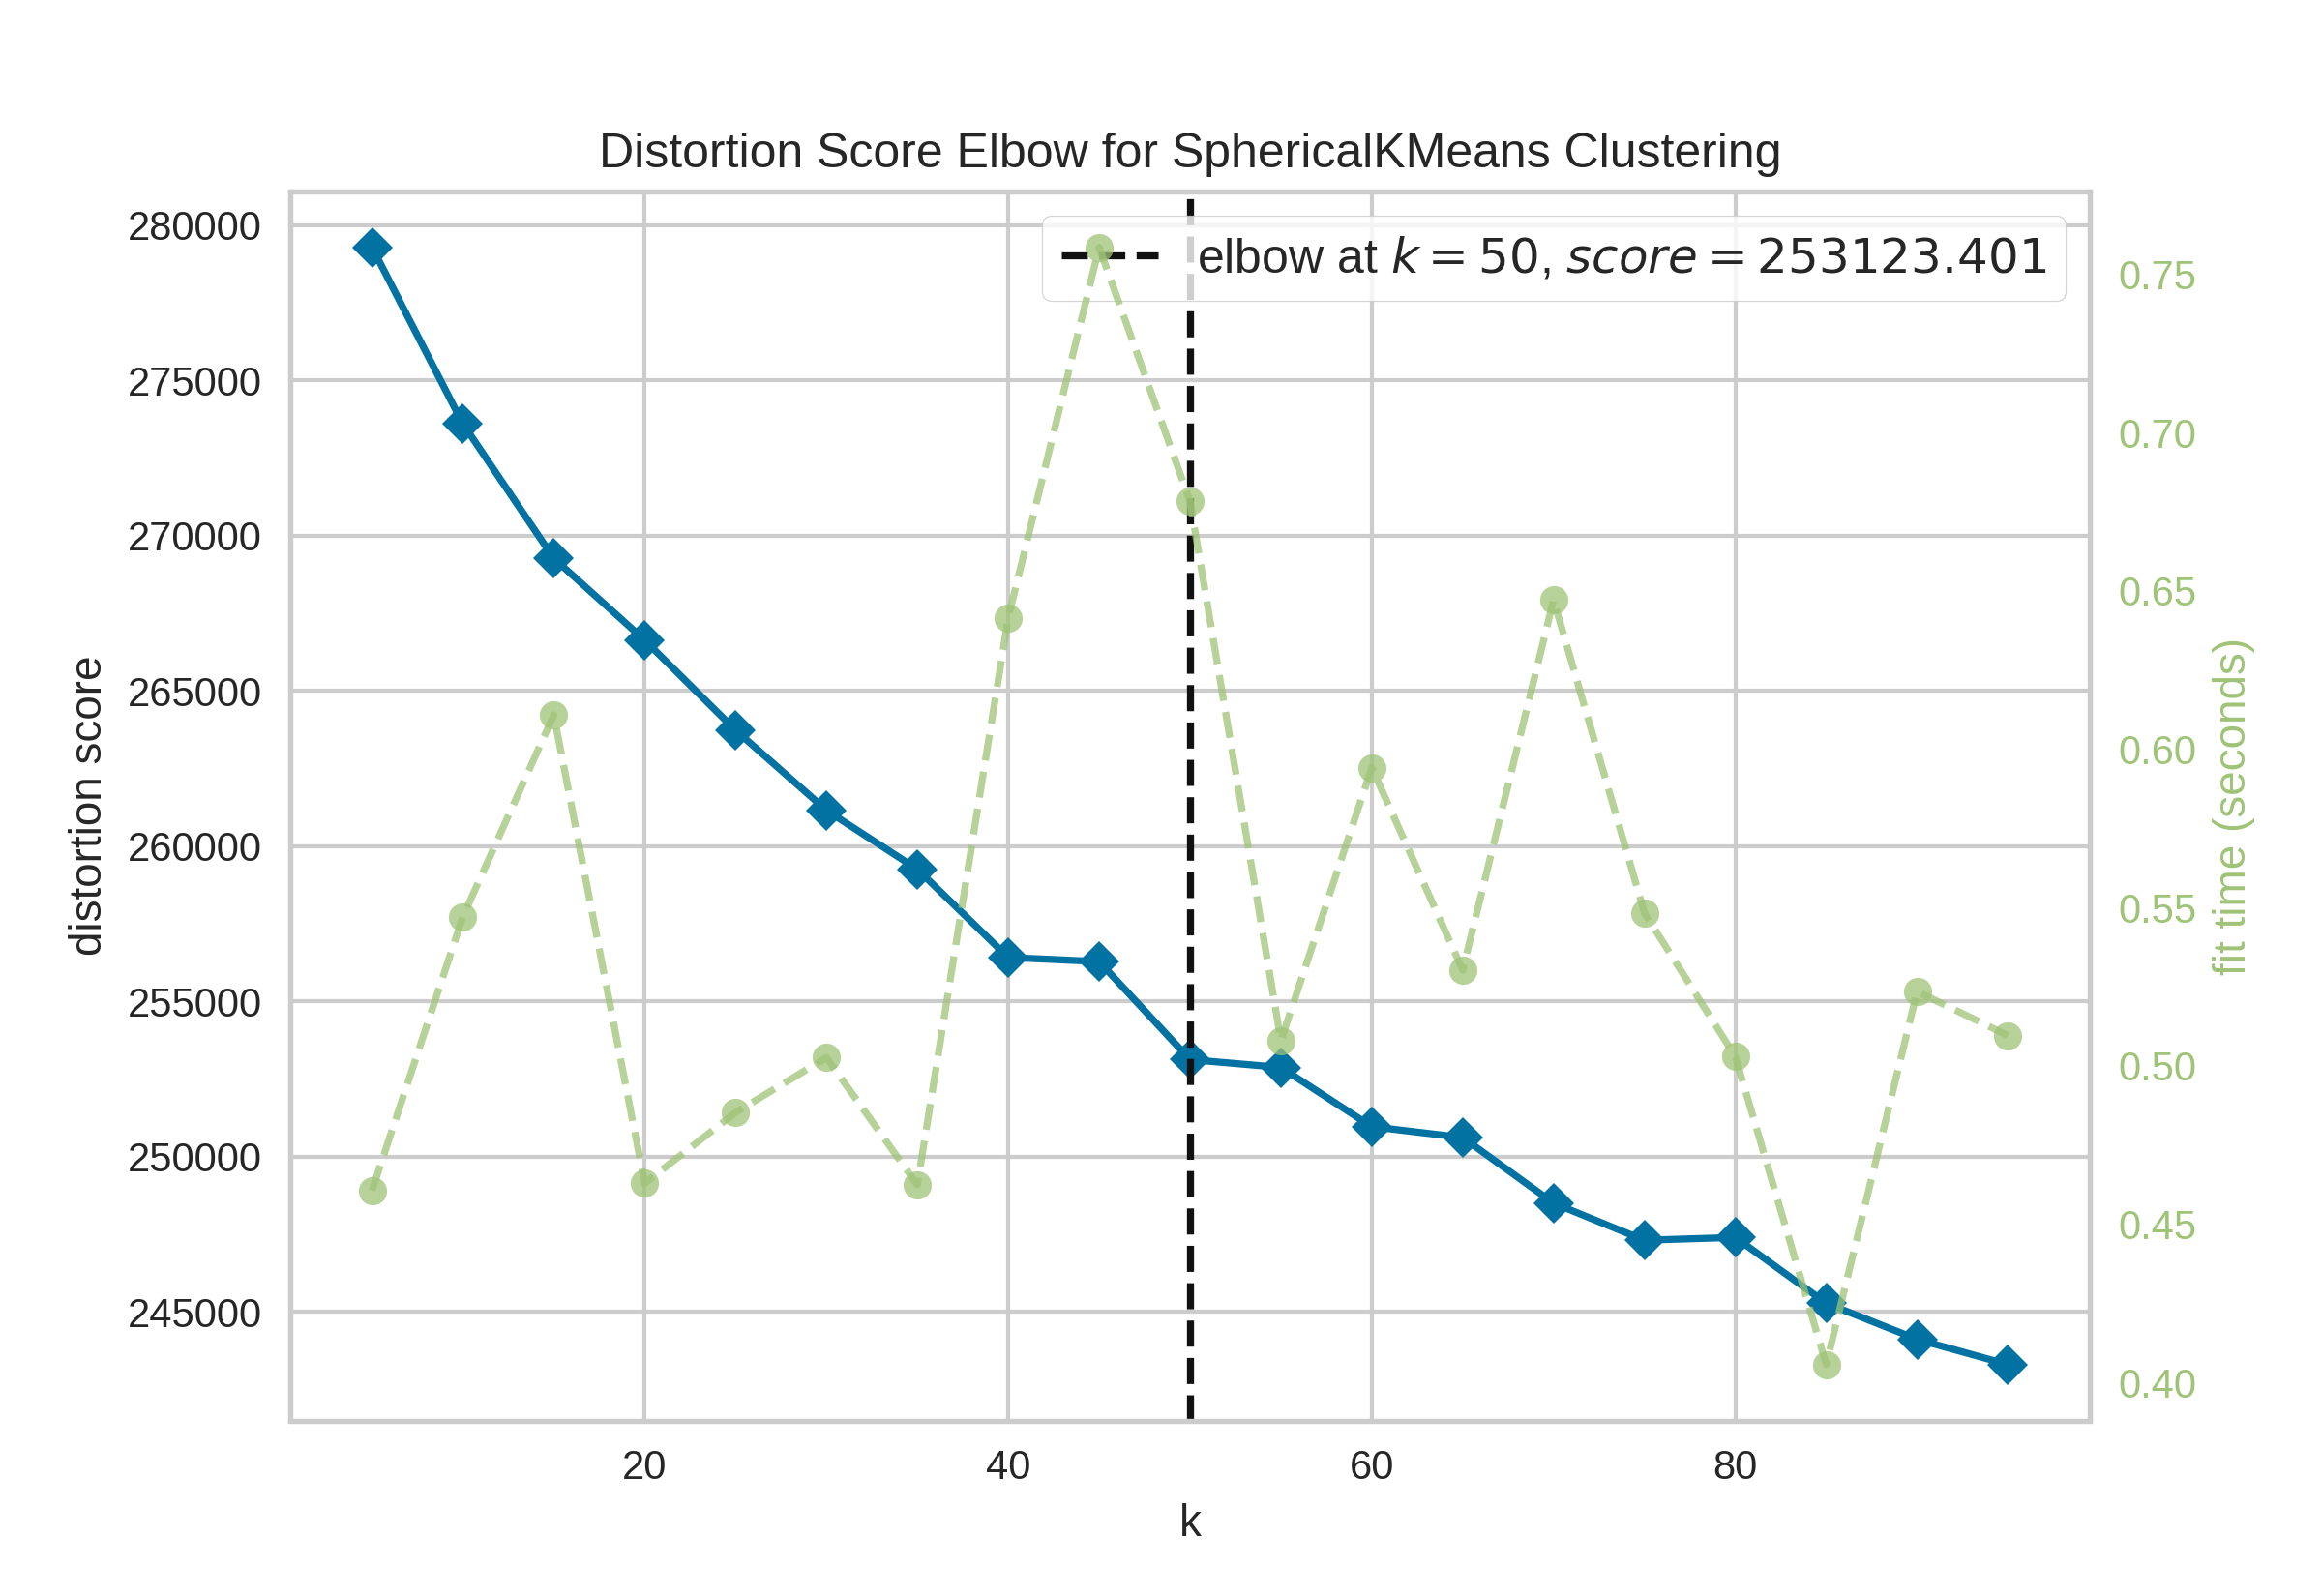 Distortion Score Elbow for SphericalKMeans Clustering
elbow at k = 50, score = 253123.401
280000
275000
270000
265000
260000
255000
250000
245000
distortion score
0.75
0.70
0.65
0.60
0.55
0.50
0.45
0.40
fit time (seconds)
20 40 60 80
k